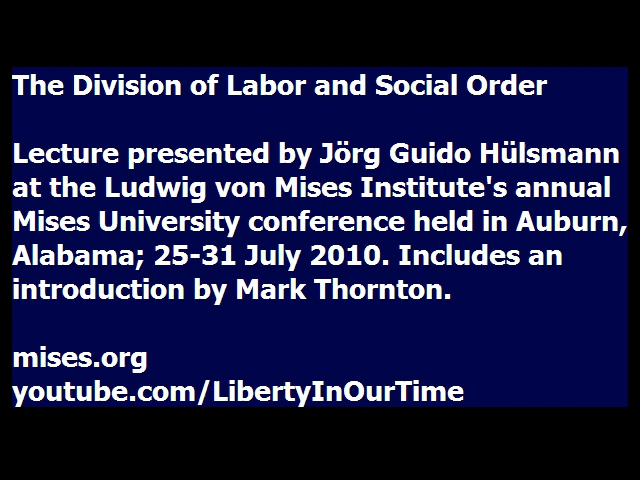 The Division of Labor and Social Order
Lecture presented by Jörg Guido Hülsmann
at the Ludwig von Mises Institute's annual
Mises University conference held in Auburn,
Alabama; 25-31 July 2010. Includes an
introduction by Mark Thornton.
mises.org
youtube.com/LibertyInOurTime